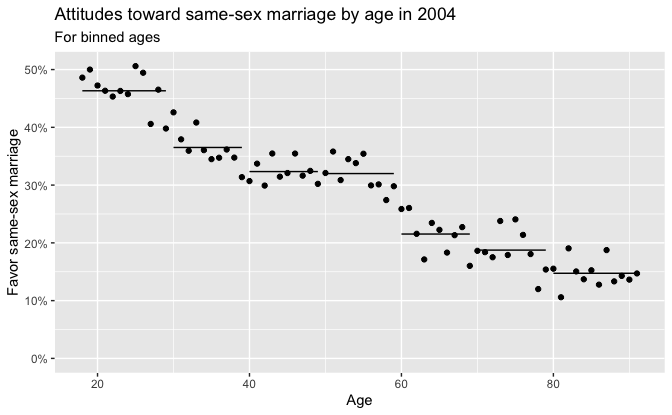 Attitudes toward same-sex marriage by age in 2004
For binned ages
Favor same-sex marriage
50%
40%
30%
20%
10%
0%
20
40
60
80
Age